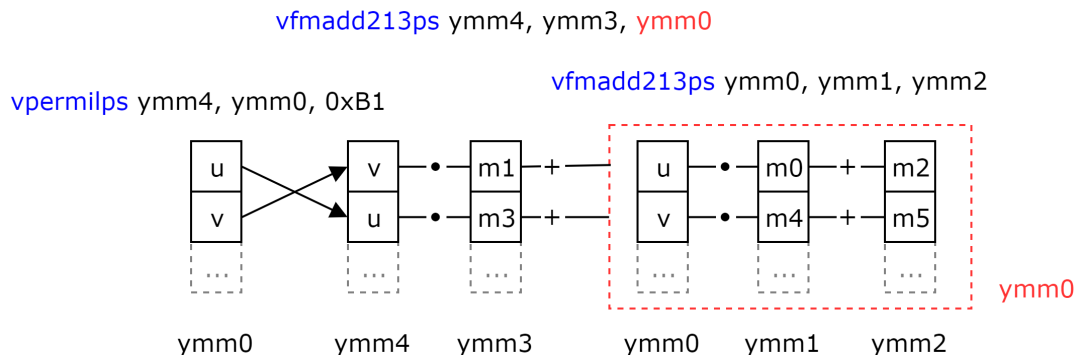 vfmadd213ps ymm4, ymm3, ymm0
vfmadd213ps ymm0, ymm1, ymm2
vpermilps ymm4, ymm0, 0xB1
u v • m1 + u • m0 + m2
v u • m3 + v • m4 + m5
... ... ... ... ... ...
ymm0
ymm0 ymm4 ymm3 ymm0 ymm1 ymm2